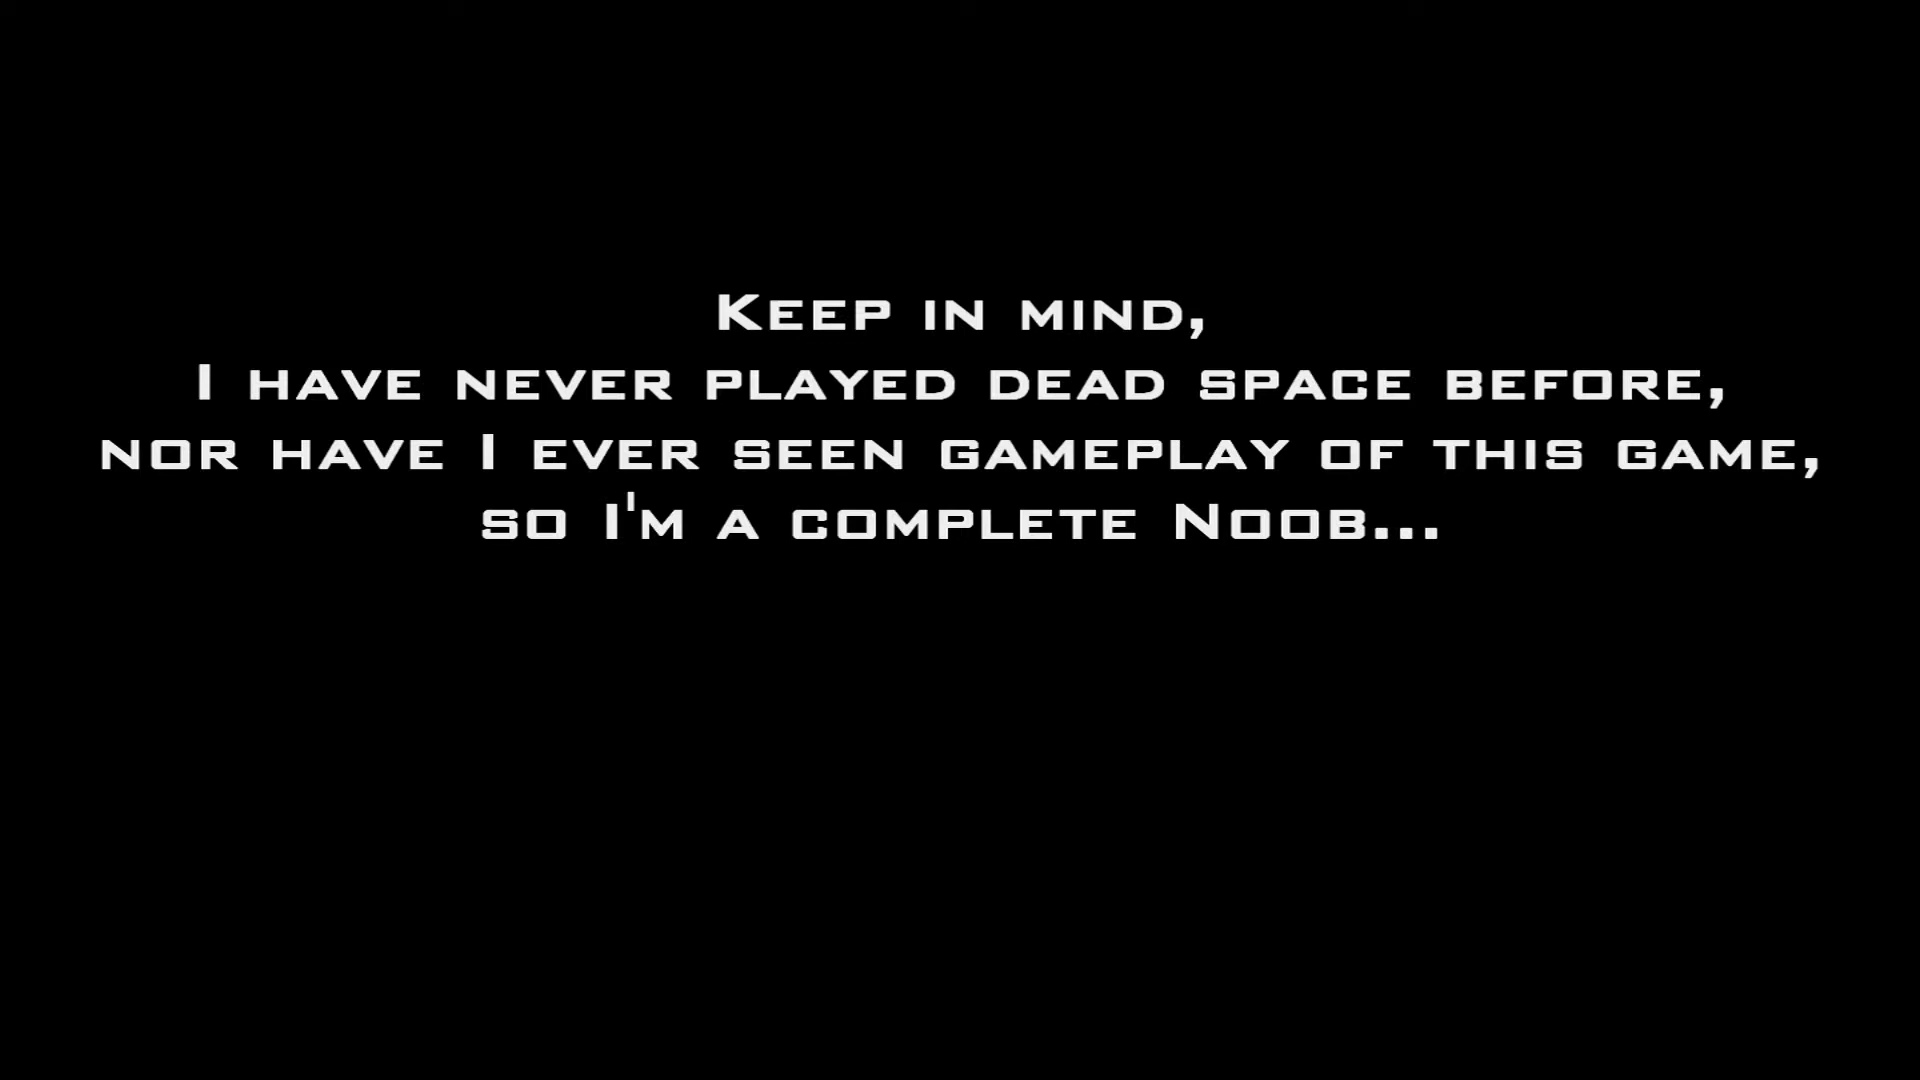 Keep in mind,
I have never played dead space before,
nor have I ever seen gameplay of this game,
so I'm a complete Noob...